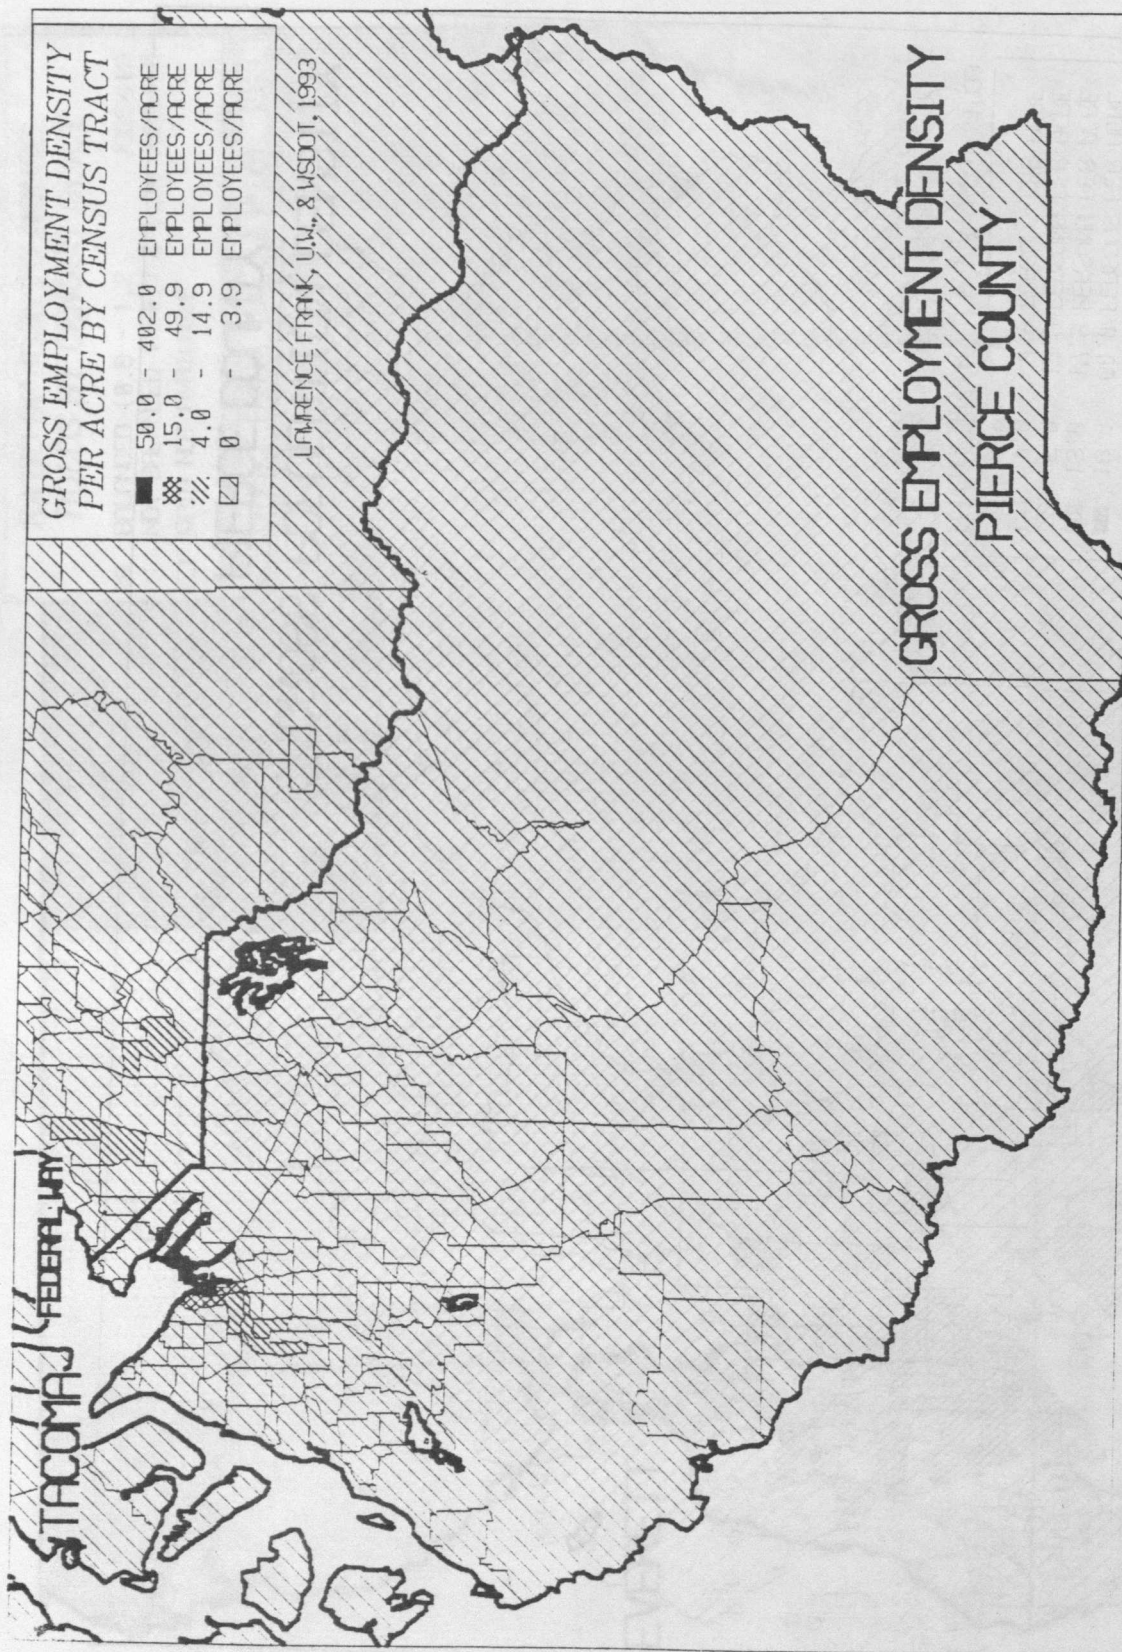 GROSS EMPLOYMENT DENSITY
PER ACRE BY CENSUS TRACT
50.0 - 402.0 EMPLOYEES/ACRE
15.0 - 49.9 EMPLOYEES/ACRE
4.0 - 14.9 EMPLOYEES/ACRE
0 - 3.9 EMPLOYEES/ACRE
LAWRENCE FRANK, U.W., & WSDOT, 1993
TACOMA
FEDERAL WAY
GROSS EMPLOYMENT DENSITY
PIERCE COUNTY